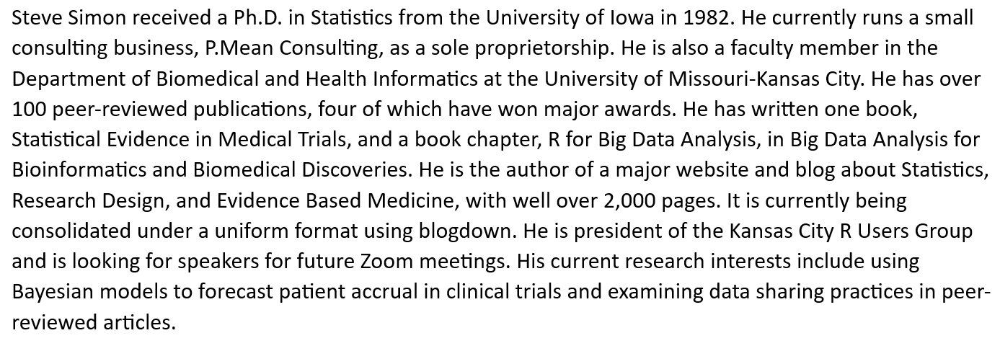 Steve Simon received a Ph.D. in Statistics from the University of Iowa in 1982. He currently runs a small
consulting business, P.Mean Consulting, as a sole proprietorship. He is also a faculty member in the
Department of Biomedical and Health Informatics at the University of Missouri-Kansas City. He has over
100 peer-reviewed publications, four of which have won major awards. He has written one book,
Statistical Evidence in Medical Trials, and a book chapter, R for Big Data Analysis, in Big Data Analysis for
Bioinformatics and Biomedical Discoveries. He is the author of a major website and blog about Statistics,
Research Design, and Evidence Based Medicine, with well over 2,000 pages. It is currently being
consolidated under a uniform format using blogdown. He is president of the Kansas City R Users Group
and is looking for speakers for future Zoom meetings. His current research interests include using
Bayesian models to forecast patient accrual in clinical trials and examining data sharing practices in peer-
reviewed articles.